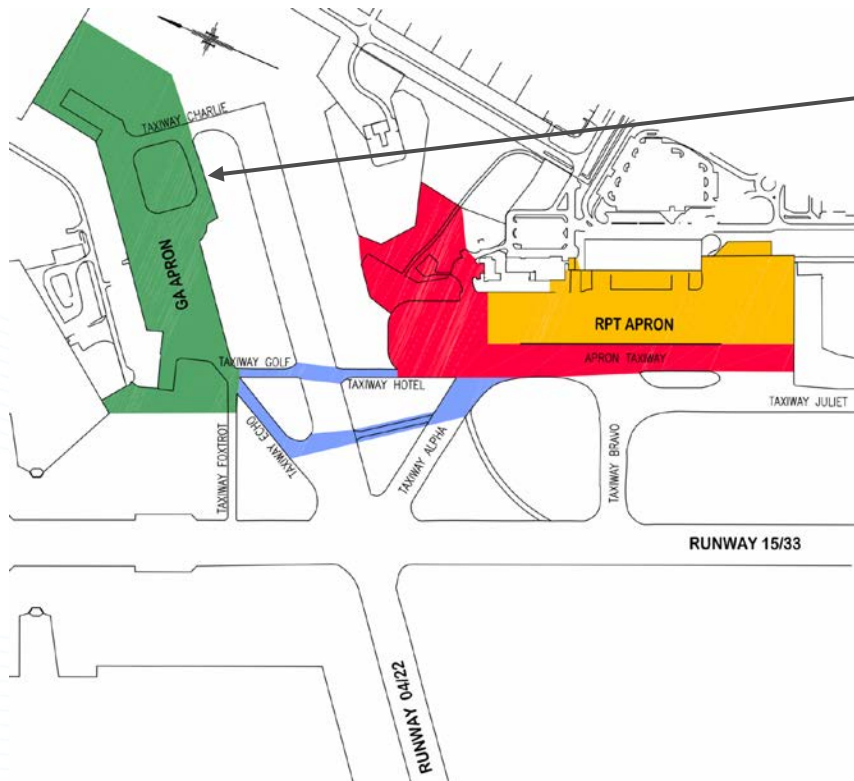 TAXIWAY CHARLIE
GA APRON
RPT APRON
APRON TAXIWAY
TAXIWAY GOLF
TAXIWAY HOTEL
TAXIWAY JULIET
TAXIWAY FOXTROT
TAXIWAY ECHO
TAXIWAY ALPHA
TAXIWAY BRAVO
RUNWAY 15/33
RUNWAY 04/22